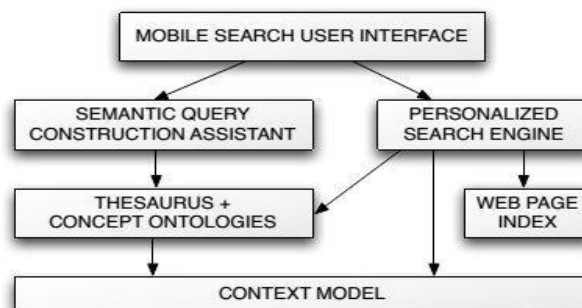 MOBILE SEARCH USER INTERFACE
SEMANTIC QUERY
CONSTRUCTION ASSISTANT
PERSONALIZED
SEARCH ENGINE
THESAURUS +
CONCEPT ONTOLOGIES
WEB PAGE
INDEX
CONTEXT MODEL